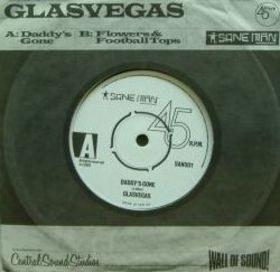 GLASVEGAS
45
A: Daddy's Gone
B: Flowers & Football Tops
SANE MAN
SANE MAN
45
R.P.M.
A
SANE001
DADDY'S GONE
GLASVEGAS
Central Sound Studios
WALL OF SOUND